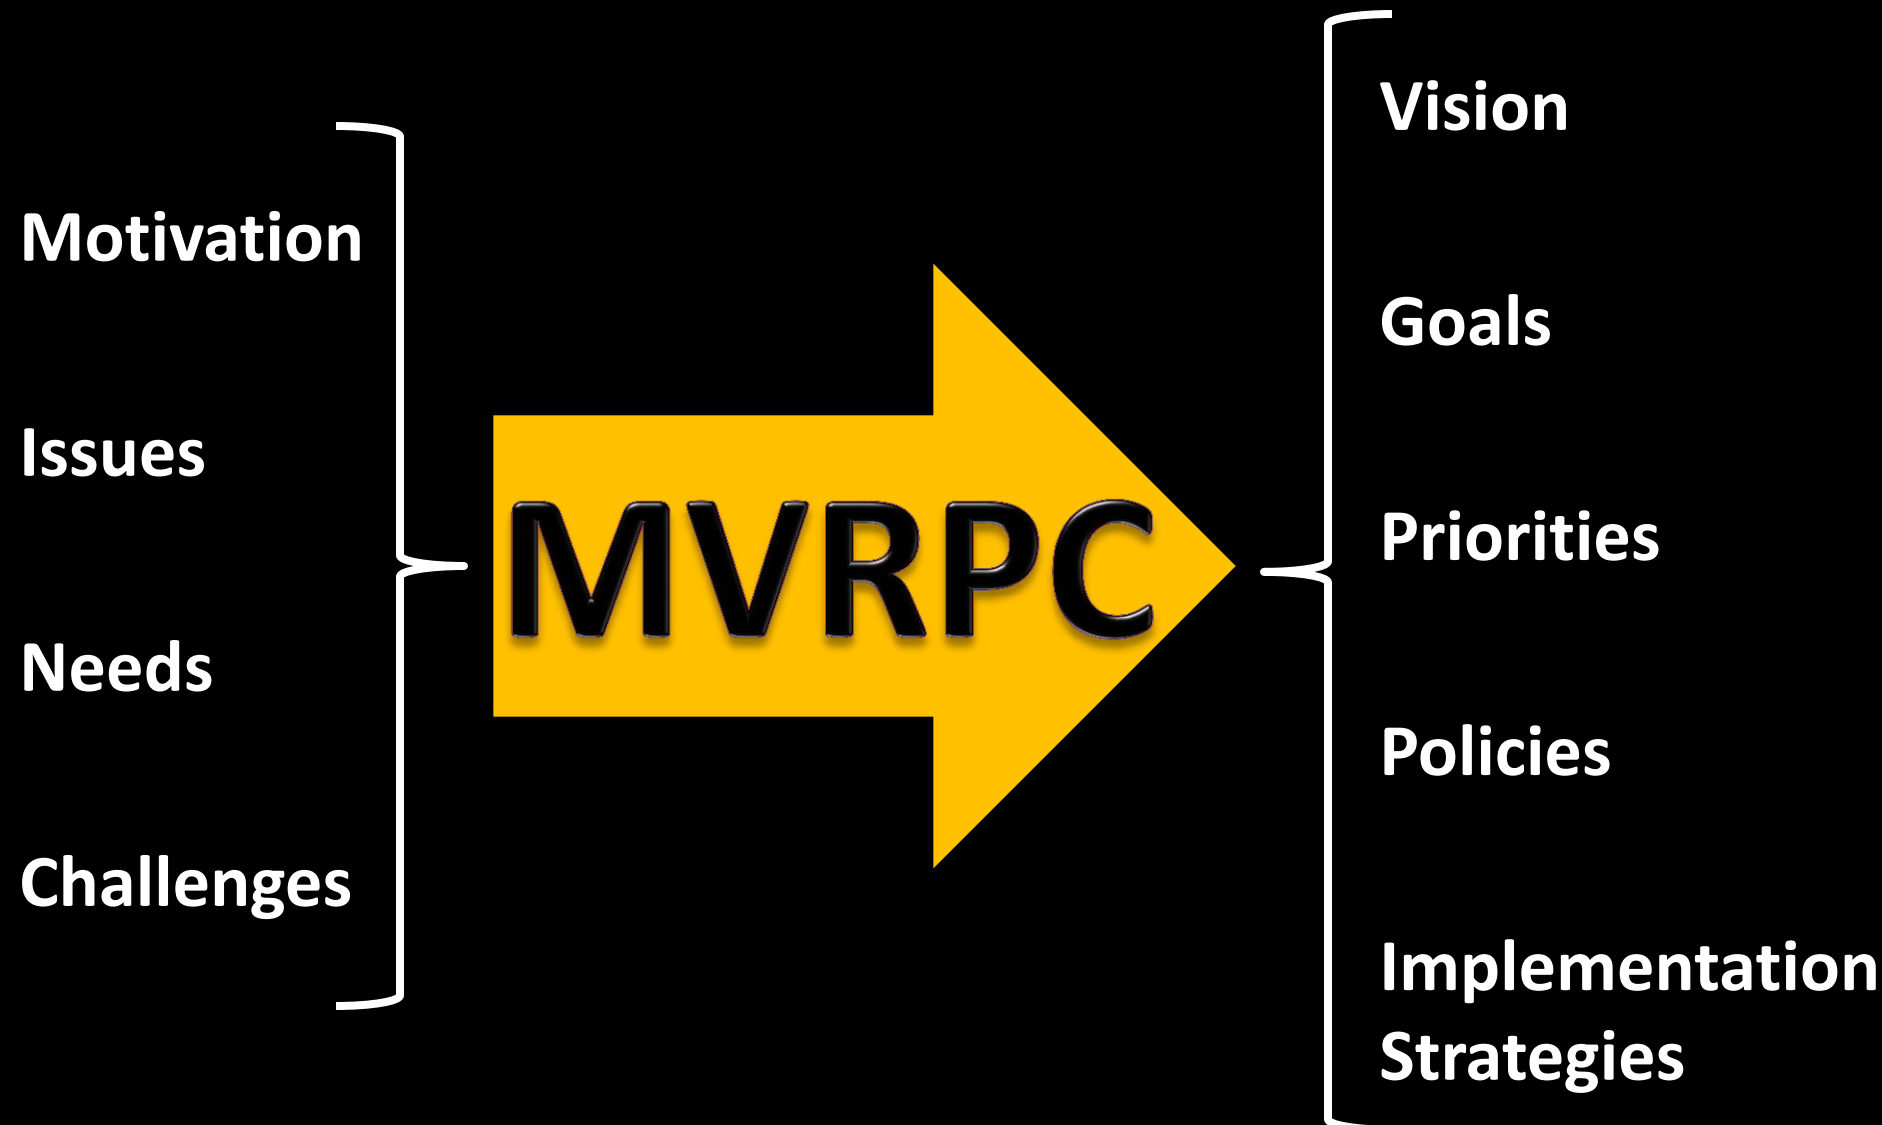 Motivation
Issues
Needs
Challenges
MVRPC
Vision
Goals
Priorities
Policies
Implementation
Strategies